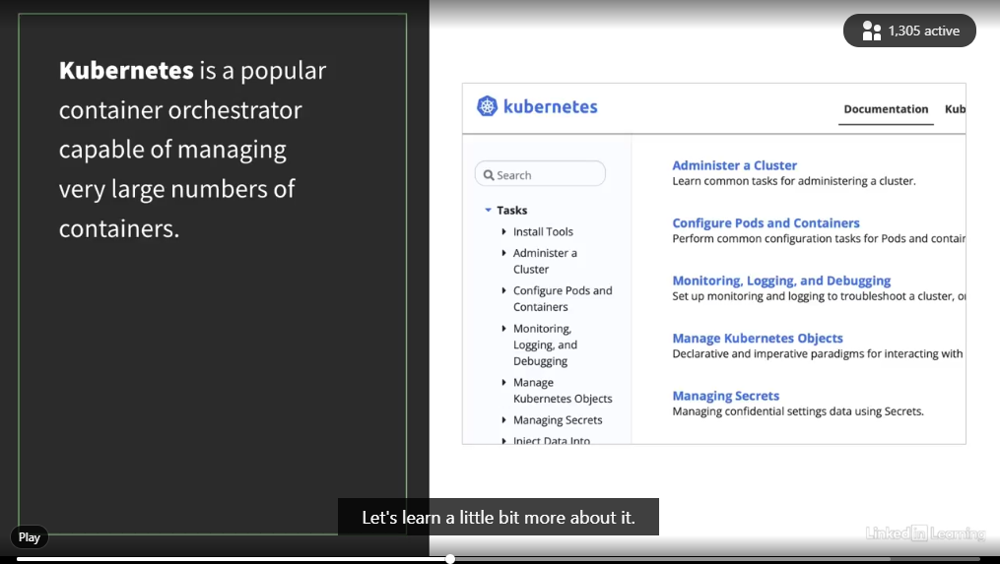 Kubernetes is a popular
container orchestrator
capable of managing
very large numbers of
containers.
1,305 active
kubernetes
Documentation
Kub
Search
Tasks
Install Tools
Administer a
Cluster
Configure Pods and
Containers
Monitoring,
Logging, and
Debugging
Manage
Kubernetes Objects
Managing Secrets
Inject Data Into
Administer a Cluster
Learn common tasks for administering a cluster.
Configure Pods and Containers
Perform common configuration tasks for Pods and contain
Monitoring, Logging, and Debugging
Set up monitoring and logging to troubleshoot a cluster, o
Manage Kubernetes Objects
Declarative and imperative paradigms for interacting with
Managing Secrets
Managing confidential settings data using Secrets.
Let's learn a little bit more about it.
Play
LinkedIn Learning